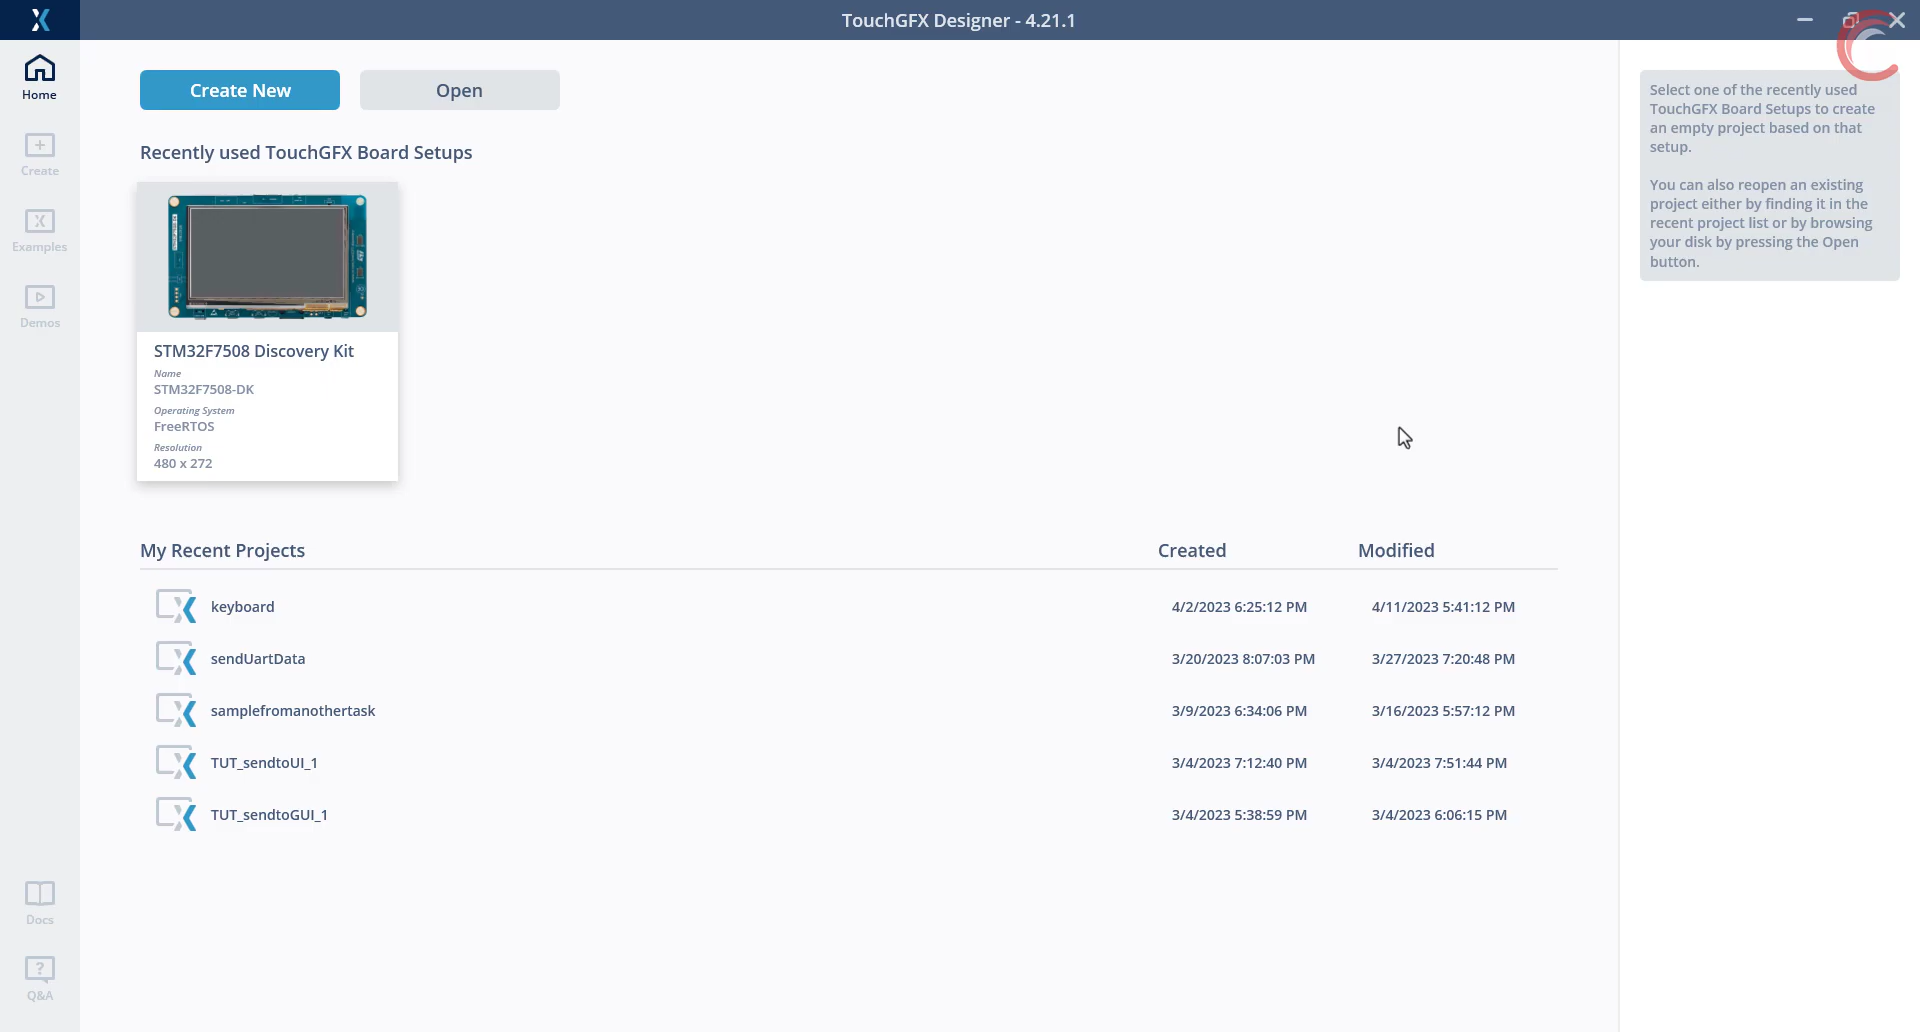 TouchGFX Designer - 4.21.1
Home
Create
Examples
Demos
Docs
Q&A
Create New
Open
Recently used TouchGFX Board Setups
STM32F7508 Discovery Kit
Name
STM32F7508-DK
Operating System
FreeRTOS
Resolution
480 x 272
My Recent Projects Created Modified
keyboard 4/2/2023 6:25:12 PM 4/11/2023 5:41:12 PM
sendUartData 3/20/2023 8:07:03 PM 3/27/2023 7:20:48 PM
samplefromanothertask 3/9/2023 6:34:06 PM 3/16/2023 5:57:12 PM
TUT_sendtoUI_1 3/4/2023 7:12:40 PM 3/4/2023 7:51:44 PM
TUT_sendtoGUI_1 3/4/2023 5:38:59 PM 3/4/2023 6:06:15 PM
Select one of the recently used
TouchGFX Board Setups to create
an empty project based on that
setup.
You can also reopen an existing
project either by finding it in the
recent project list or by browsing
your disk by pressing the Open
button.